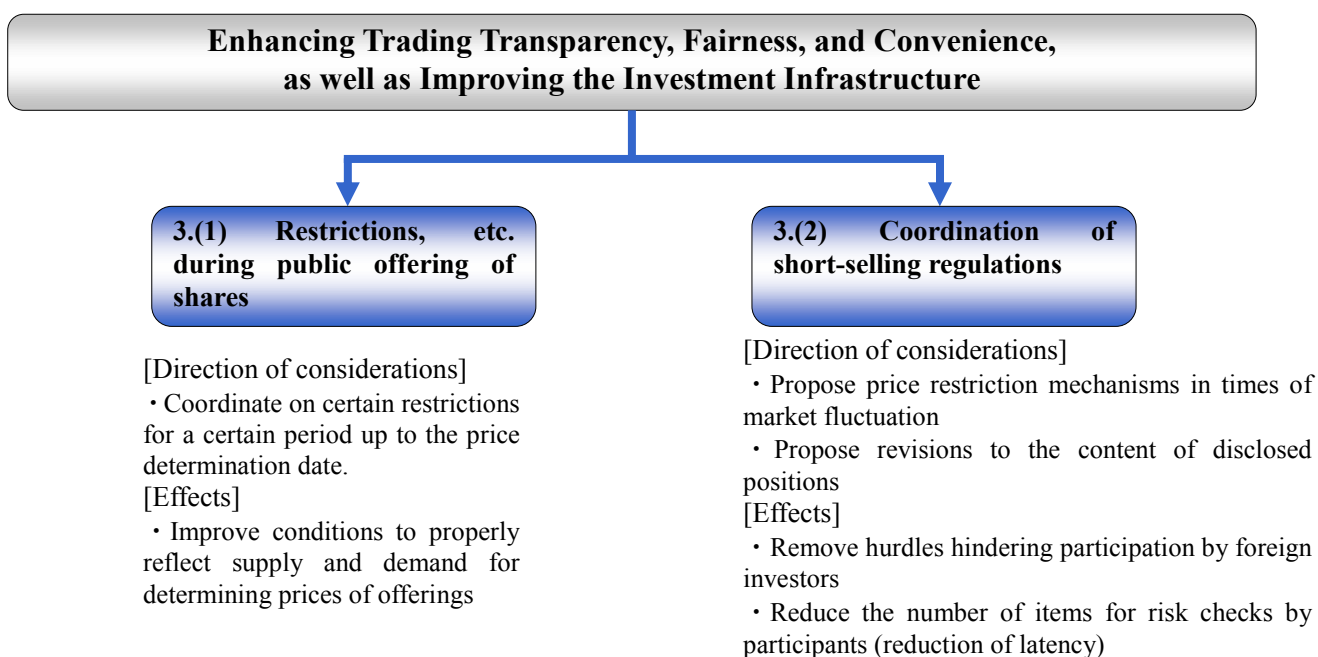 Enhancing Trading Transparency, Fairness, and Convenience,
as well as Improving the Investment Infrastructure
3.(1) Restrictions, etc.
during public offering of
shares
[Direction of considerations]
・Coordinate on certain restrictions
for a certain period up to the price
determination date.
[Effects]
・Improve conditions to properly
reflect supply and demand for
determining prices of offerings
3.(2) Coordination of
short-selling regulations
[Direction of considerations]
・Propose price restriction mechanisms in times of
market fluctuation
・Propose revisions to the content of disclosed
positions
[Effects]
・Remove hurdles hindering participation by foreign
investors
・Reduce the number of items for risk checks by
participants (reduction of latency)